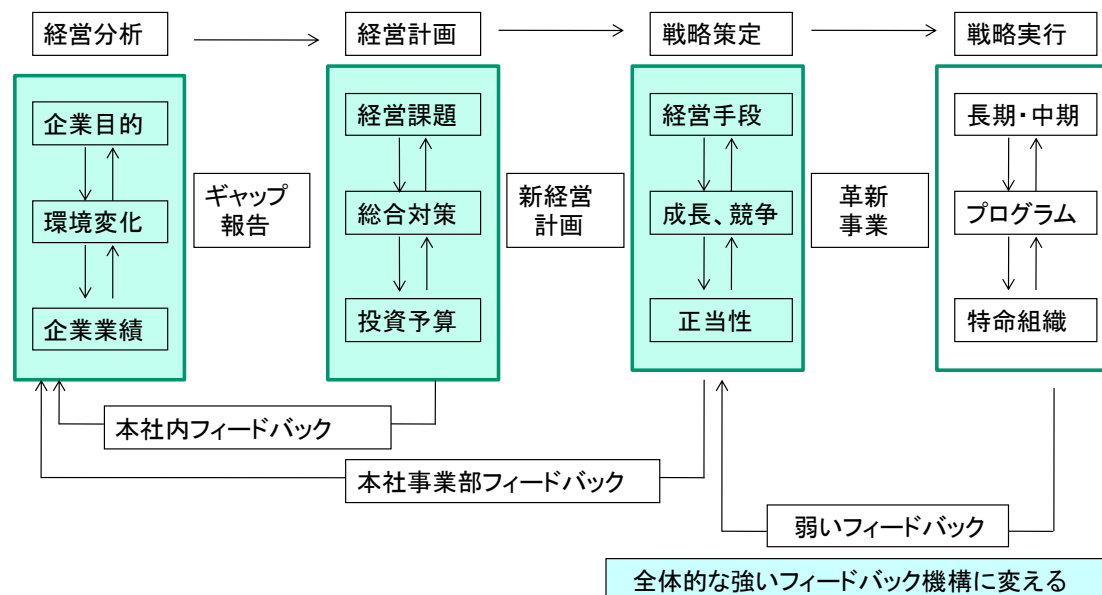 経営分析
経営計画
戦略策定
戦略実行
企業目的
環境変化
企業業績
ギャップ
報告
経営課題
総合対策
投資予算
新経営
計画
経営手段
成長、競争
正当性
革新
事業
長期・中期
プログラム
特命組織
本社内フィードバック
本社事業部フィードバック
弱いフィードバック
全体的な強いフィードバック機構に変える